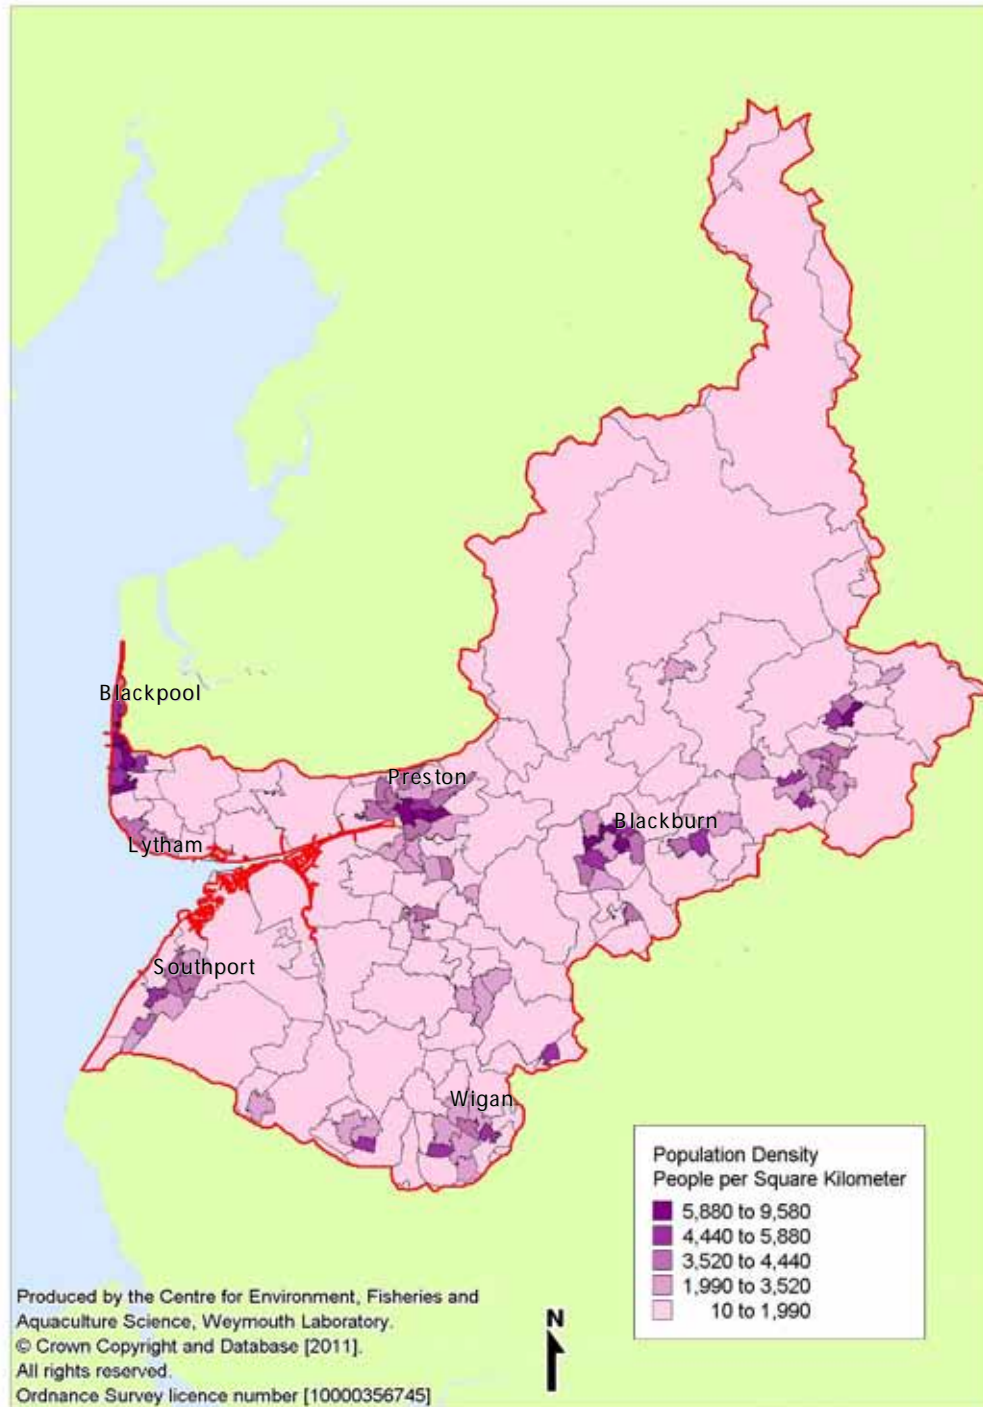 Blackpool
Preston
Blackburn
Lytham
Southport
Wigan
Population Density
People per Square Kilometer
5,880 to 9,580
4,440 to 5,880
3,520 to 4,440
1,990 to 3,520
10 to 1,990
Produced by the Centre for Environment, Fisheries and
Aquaculture Science, Weymouth Laboratory.
© Crown Copyright and Database [2011].
All rights reserved.
Ordnance Survey licence number [10000356745]
N